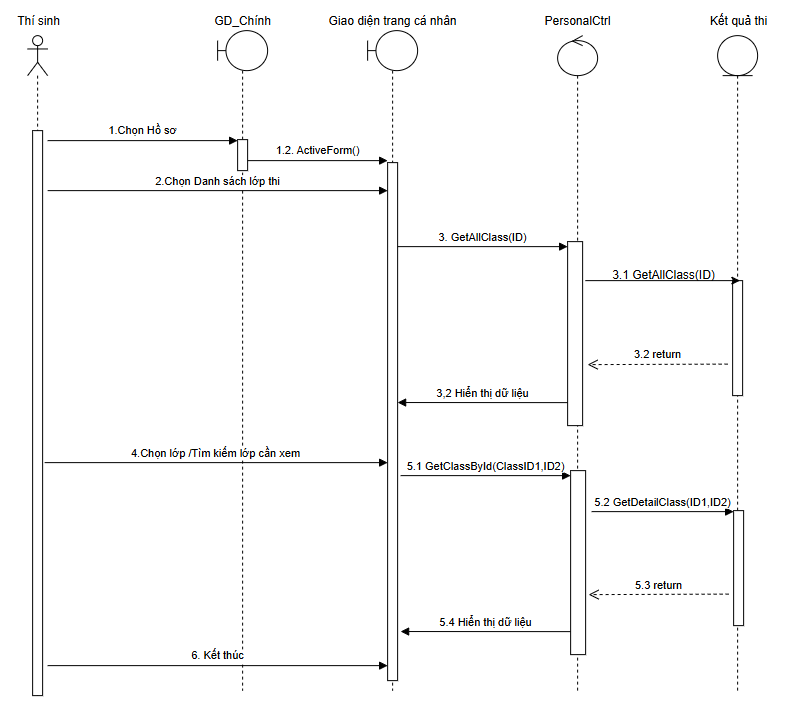 Thí sinh
GD_Chính
Giao diện trang cá nhân
PersonalCtrl
Kết quả thi
1.Chọn Hồ sơ
1.2. ActiveForm()
2.Chọn Danh sách lớp thi
3. GetAllClass(ID)
3.1 GetAllClass(ID)
3.2 return
3,2 Hiển thị dữ liệu
4.Chọn lớp /Tìm kiếm lớp cần xem
5.1 GetClassById(ClassID1,ID2)
5.2 GetDetailClass(ID1,ID2)
5.3 return
5.4 Hiển thị dữ liệu
6. Kết thúc